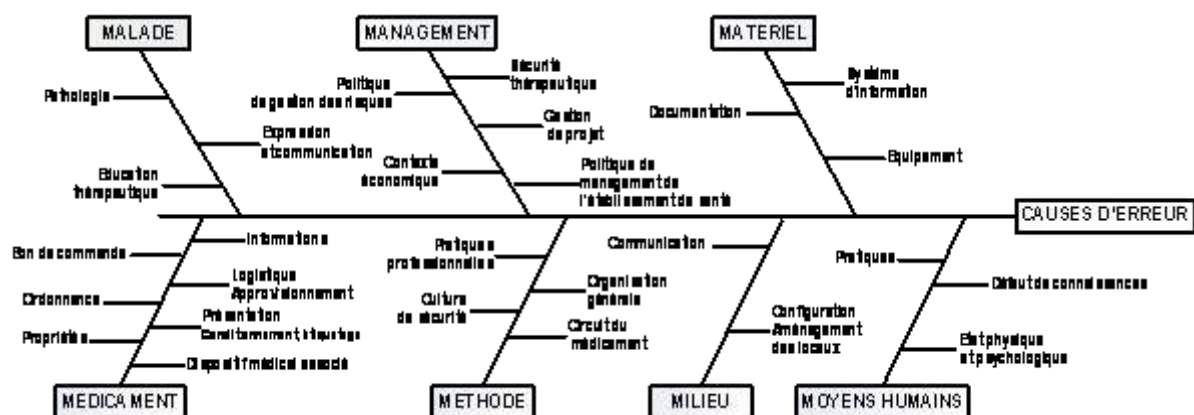 MALADE
MANAGEMENT
MATERIEL
Pathologie
Expression
et communication
Education
thérapeutique
Politique
de gestion des risques
Sécurité
thérapeutique
Gestion
de projet
Contexte
économique
Politique de
management de
l'établissement de santé
Système
d'information
Documentation
Equipement
CAUSES D'ERREUR
Informations
Bon de commande
Logistique
Approvisionnement
Ordonnance
Présentation
Conditionnement étiquetage
Propriétés
Dispositif médical associé
Pratiques
professionnelles
Organisation
générale
Culture
de sécurité
Circuit du
médicament
Communication
Configuration
Aménagement
des locaux
Pratiques
Défaut de connaissances
Etat physique
et psychologique
MEDICAMENT
METHODE
MILIEU
MOYENS HUMAINS